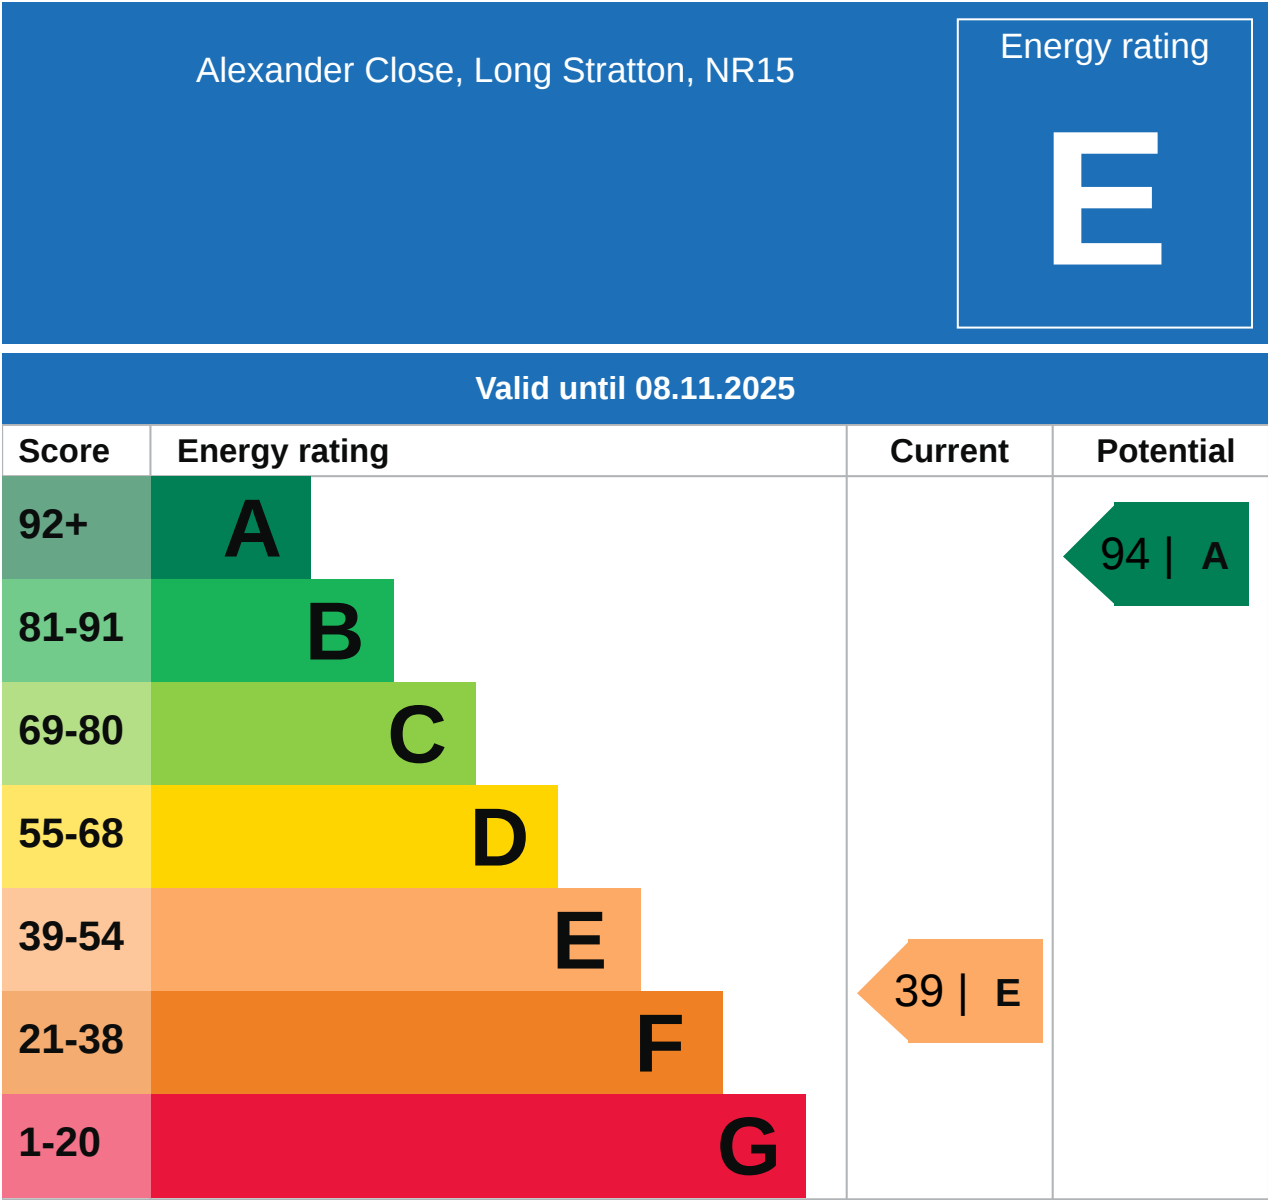 Alexander Close, Long Stratton, NR15
Energy rating
E
Valid until 08.11.2025
Score Energy rating Current Potential
92+ A 94 | A
81-91 B
69-80 C
55-68 D
39-54 E 39 | E
21-38 F
1-20 G